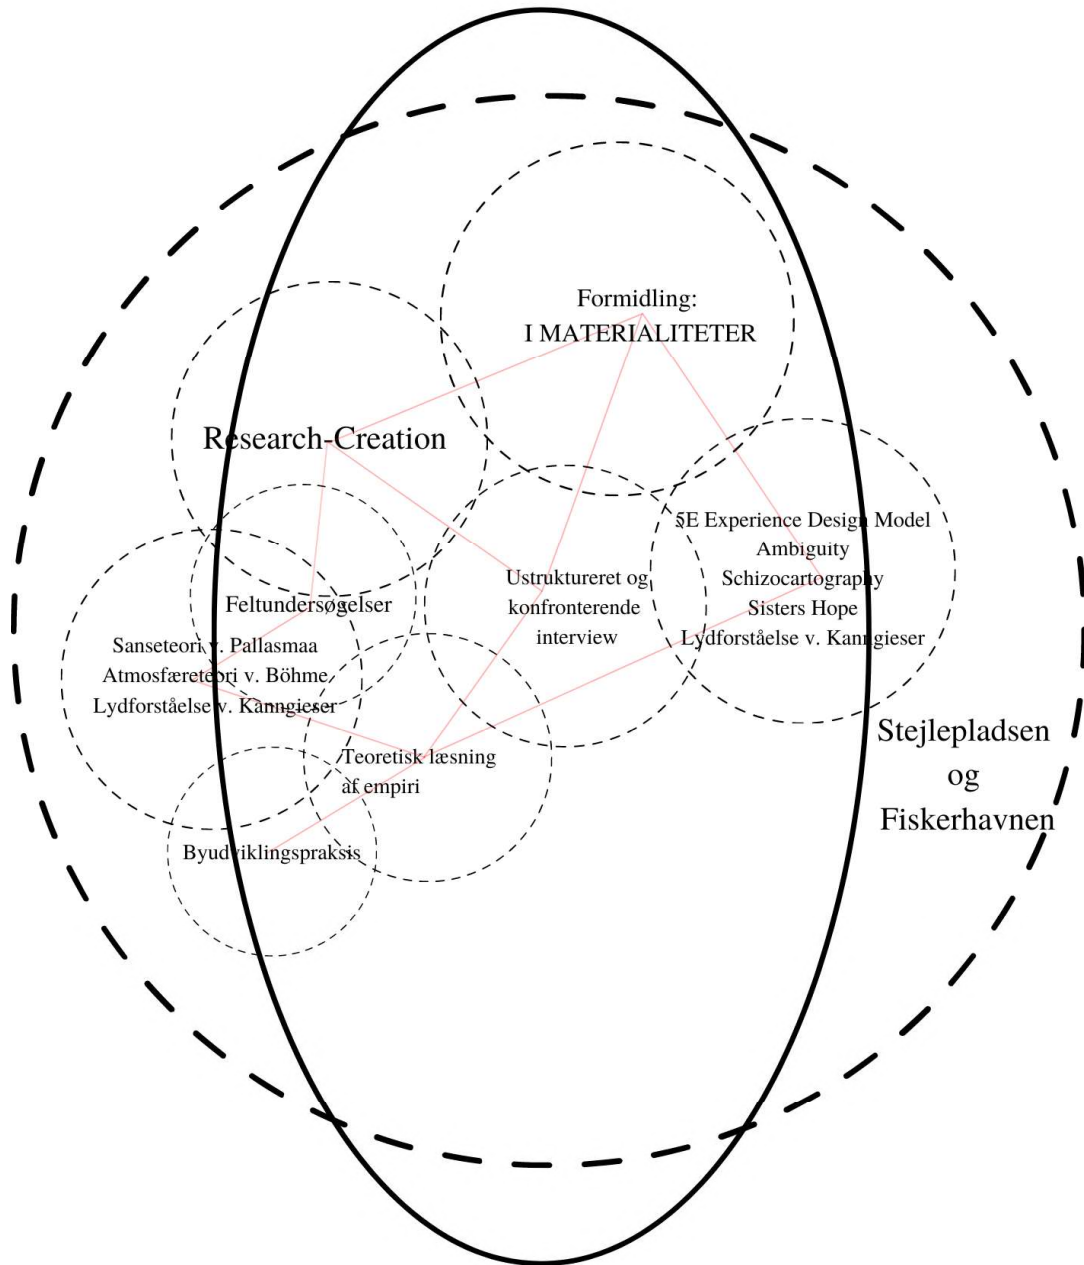 Formidling:
I MATERIALITETER
Research-Creation
5E Experience Design Model
Ambiguity
Schizocartography
Sisters Hope
Lydforståelse v. Kanngieser
Ustruktureret og
konfronterende
interview
Feltundersøgelser
Sanseteori v. Pallasmaa
Atmosfæreteori v. Böhme
Lydforståelse v. Kanngieser
Stejlepladsen
og
Fiskerhavnen
Teoretisk læsning
af empiri
Byudviklingspraksis